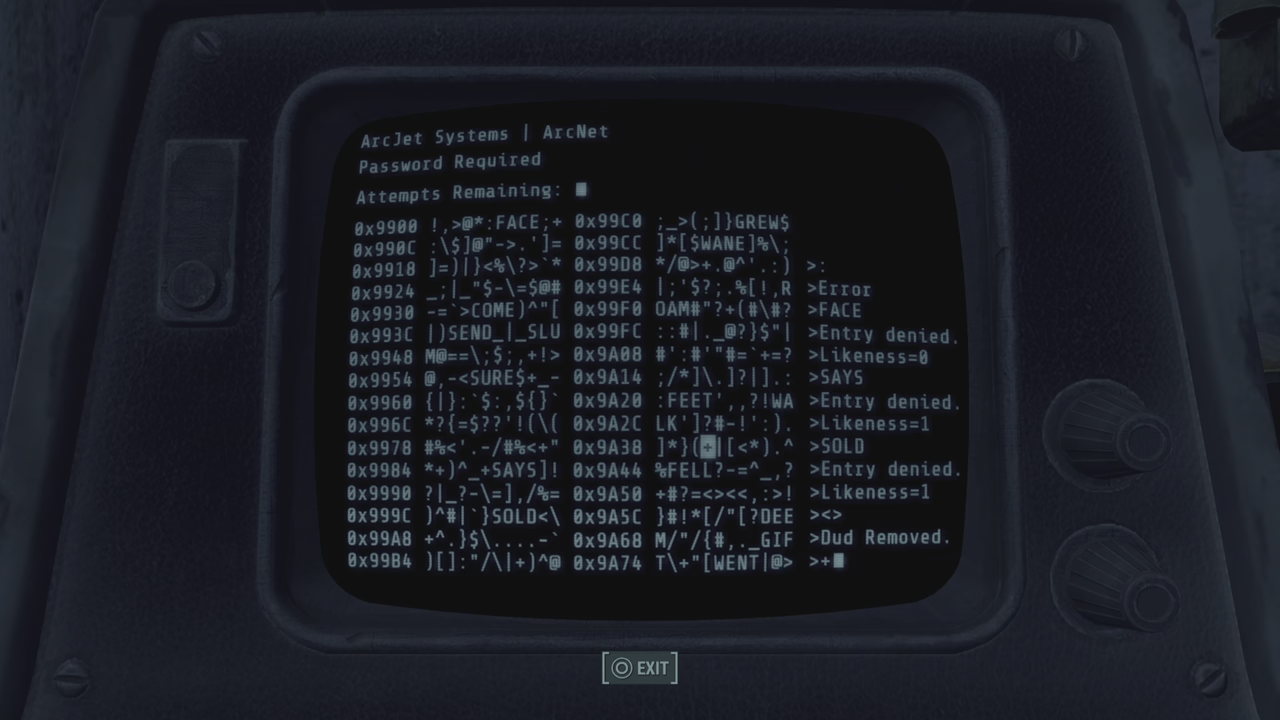 ArcJet Systems | ArcNet
Password Required
Attempts Remaining: ■
0x9900 !,>@*:FACE;+ 0x99C0 ;_>(;]}GREW$
0x990C :\$]@"->.']= 0x99CC ]*[$WANE]%\;
0x9918 ]=)|}<%\?>`* 0x99D8 */@>+.@^'.:) >:
0x9924 _;|_"$-\=$@# 0x99E4 |;'$?;.%[!,R >Error
0x9930 -=`>COME)^"[ 0x99F0 OAM#"?+(#\#? >FACE
0x993C |)SEND_|_SLU 0x99FC ::#|._@?}$"| >Entry denied.
0x9948 M@==\;$;,+!> 0x9A08 #':#'"#=`+=? >Likeness=0
0x9954 @,-<SURE$+_- 0x9A14 ;/*]\.]?|].: >SAYS
0x9960 {|}:`$:,${}` 0x9A20 :FEET',,?!WA >Entry denied.
0x996C *?{=$??'!(\( 0x9A2C LK']?#-!':). >Likeness=1
0x9978 #%<'.-/#%<+" 0x9A38 ]*}(+|[<*).^ >SOLD
0x9984 *+)^_+SAYS]! 0x9A44 %FELL?-=^_,? >Entry denied.
0x9990 ?|_?-\=],/%= 0x9A50 +#?=<><<,:>! >Likeness=1
0x999C )^#|`}SOLD<\ 0x9A5C }#!*[/"[?DEE ><>
0x99A8 +^.}$\....-` 0x9A68 M/"/{#,._GIF >Dud Removed.
0x99B4 )[]:"/\|+)^@ 0x9A74 T\+"[WENT|@> >+■
EXIT